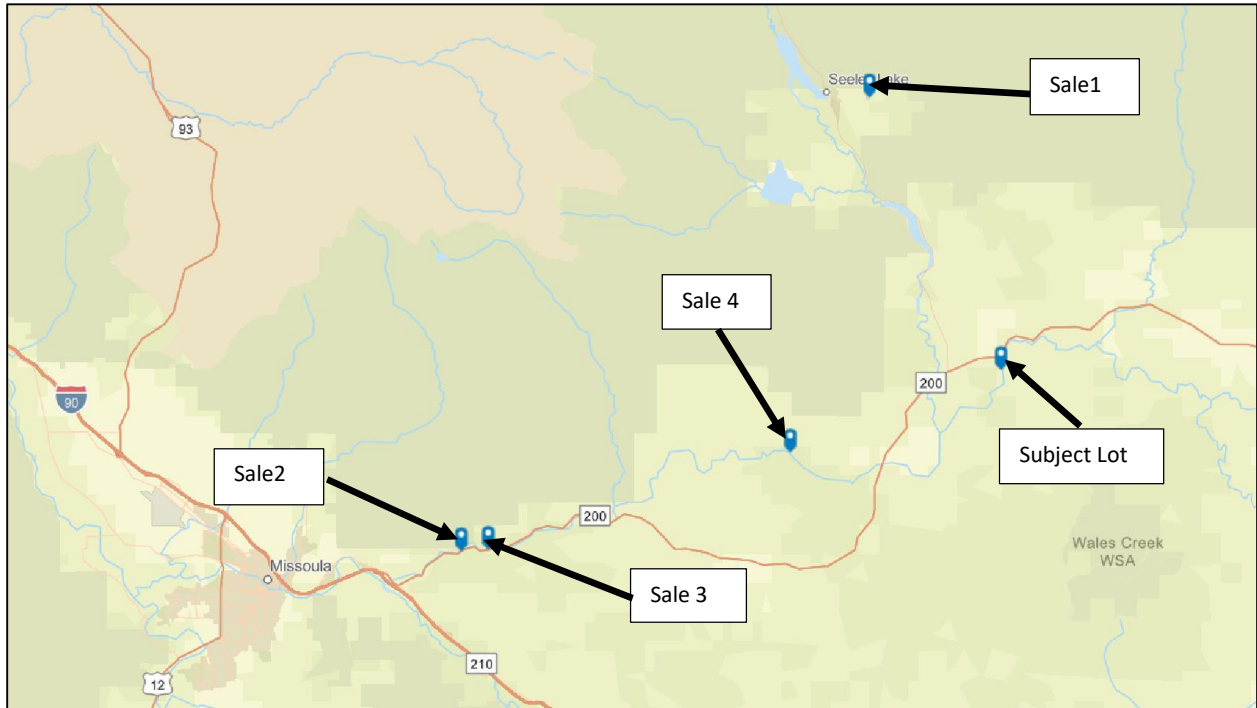 Seeley Lake
Sale1
93
Sale 4
200
90
Subject Lot
Sale2
200
Wales Creek
WSA
Missoula
Sale 3
210
12